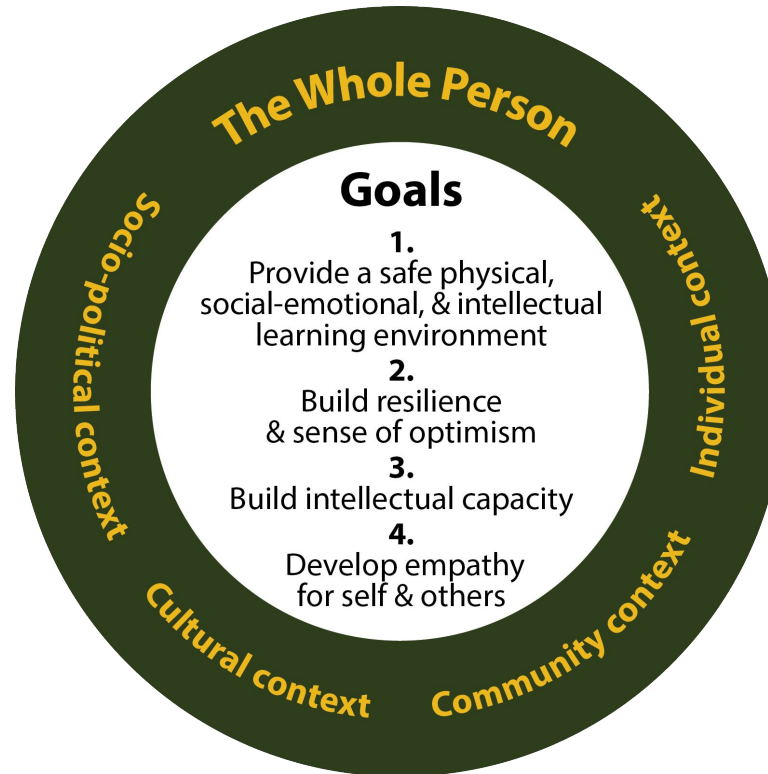 The Whole Person
Individual context
Community context
Cultural context
Socio-political context
Goals
1.
Provide a safe physical,
social-emotional, & intellectual
learning environment
2.
Build resilience
& sense of optimism
3.
Build intellectual capacity
4.
Develop empathy
for self & others